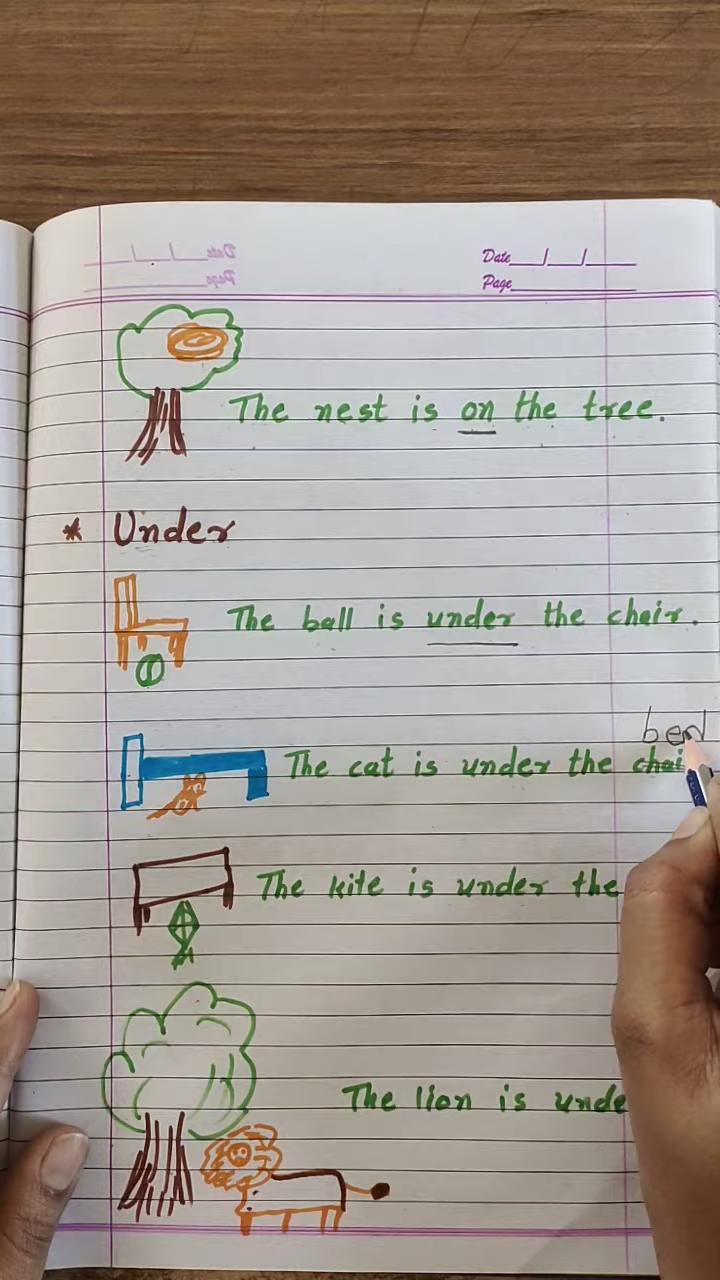 Date
Page
The nest is on the tree.
* Under
The ball is under the chair.
bed
The cat is under the chai
The kite is under the
The lion is unde